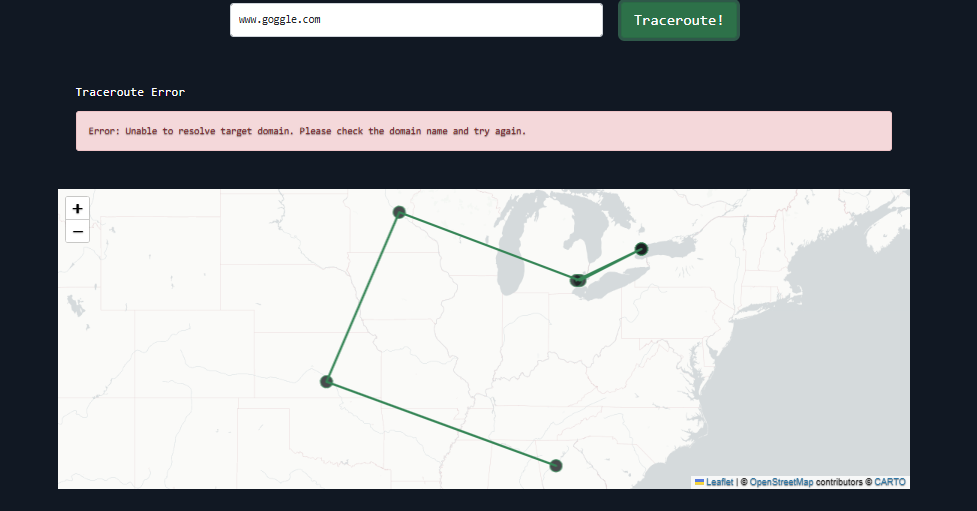 www.goggle.com
Traceroute!
Traceroute Error
Error: Unable to resolve target domain. Please check the domain name and try again.
+
−
Leaflet | © OpenStreetMap contributors © CARTO